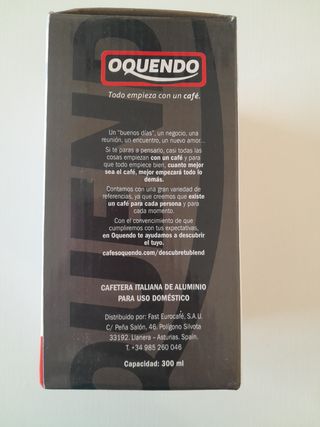 OQUENDO
Todo empieza con un café.
Un "buenos días", un negocio, una
reunión, un encuentro, un nuevo amor...
Si te paras a pensarlo, casi todas las
cosas empiezan con un café y para
que todo empiece bien, cuanto mejor
sea el café, mejor empezará todo lo
demás.
Contamos con una gran variedad de
referencias, ya que creemos que existe
un café para cada persona y para
cada momento.
Con el convencimiento de que
cumpliremos con tus expectativas,
en Oquendo te ayudamos a descubrir
el tuyo.
cafesoquendo.com/descubretublend
CAFETERA ITALIANA DE ALUMINIO
PARA USO DOMÉSTICO
Distribuido por: Fast Eurocafé, S.A.U.
C/ Peña Salón, 46. Polígono Silvota
33192. Llanera - Asturias. Spain.
T. +34 985 260 046
Capacidad: 300 ml
QUEND